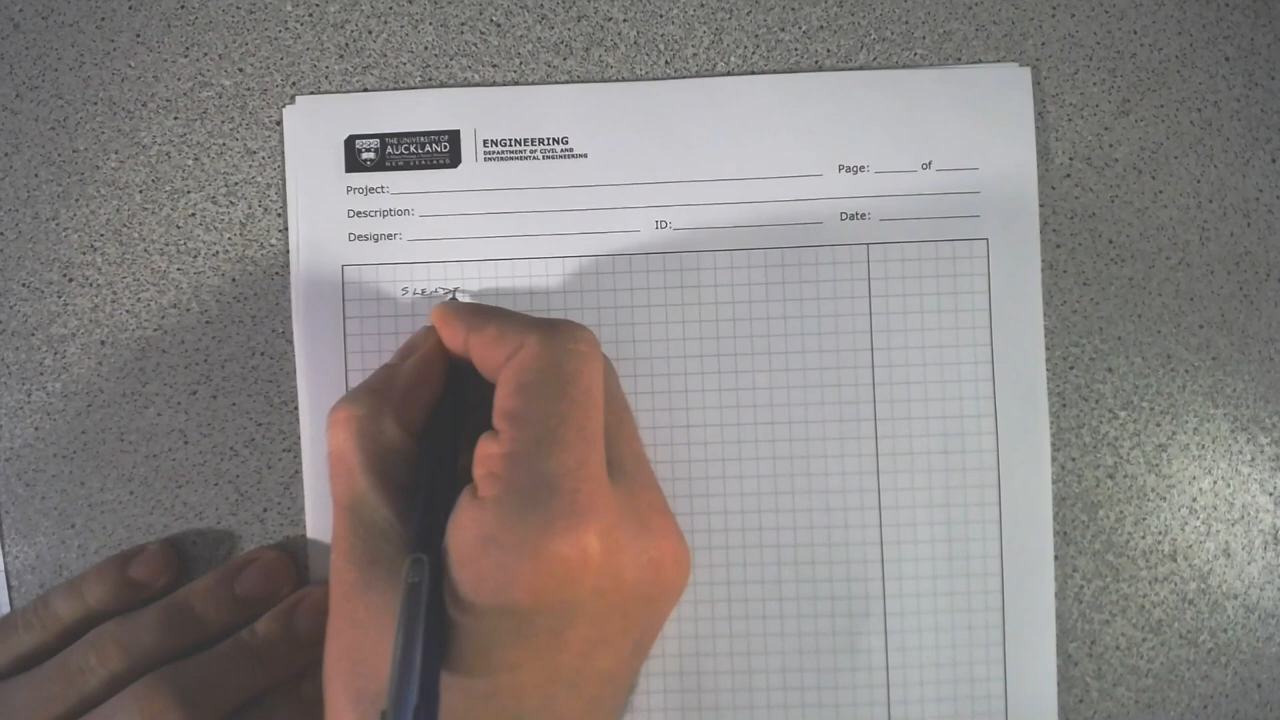 THE UNIVERSITY OF
AUCKLAND
NEW ZEALAND
ENGINEERING
DEPARTMENT OF CIVIL AND
ENVIRONMENTAL ENGINEERING
Project:
Page: of
Description:
Designer: ID: Date:
SLENDE